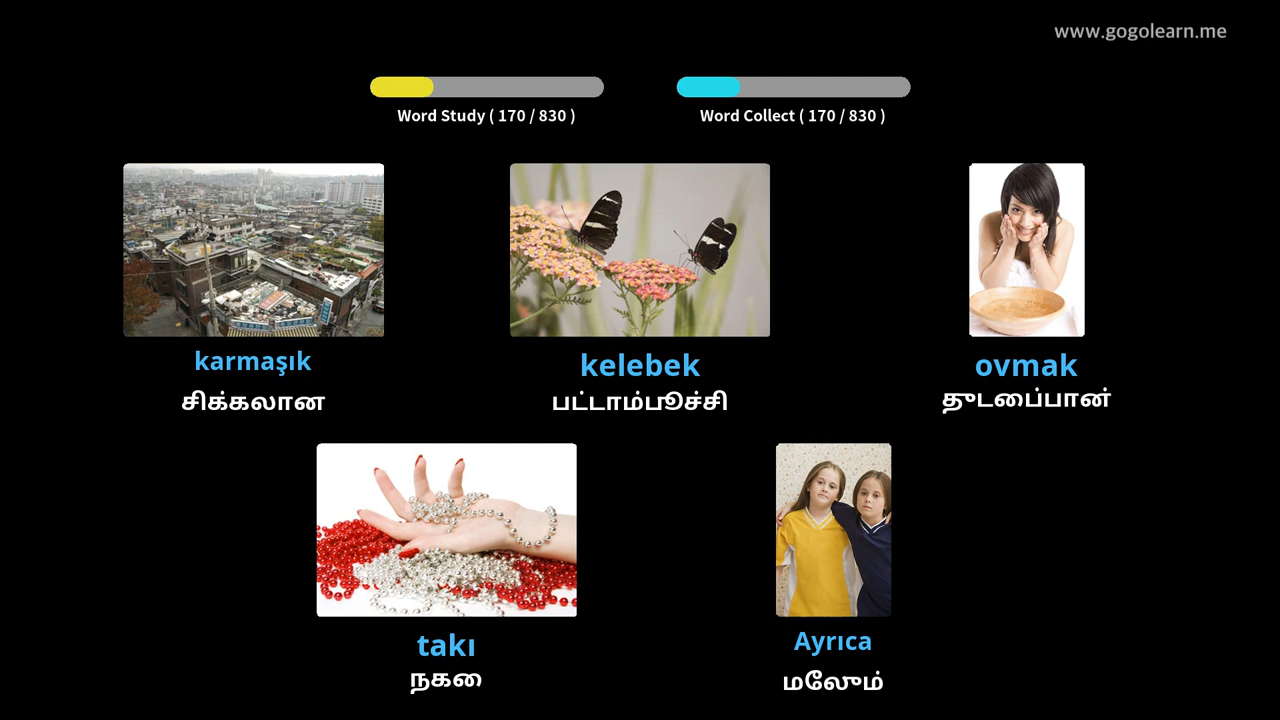 www.gogolearn.me
Word Study ( 170 / 830 )
Word Collect ( 170 / 830 )
karmaşık
kelebek
ovmak
சிக்கலான
பட்டாம்பூச்சி
துடைப்பான்
takı
Ayrıca
நகை
மேலும்